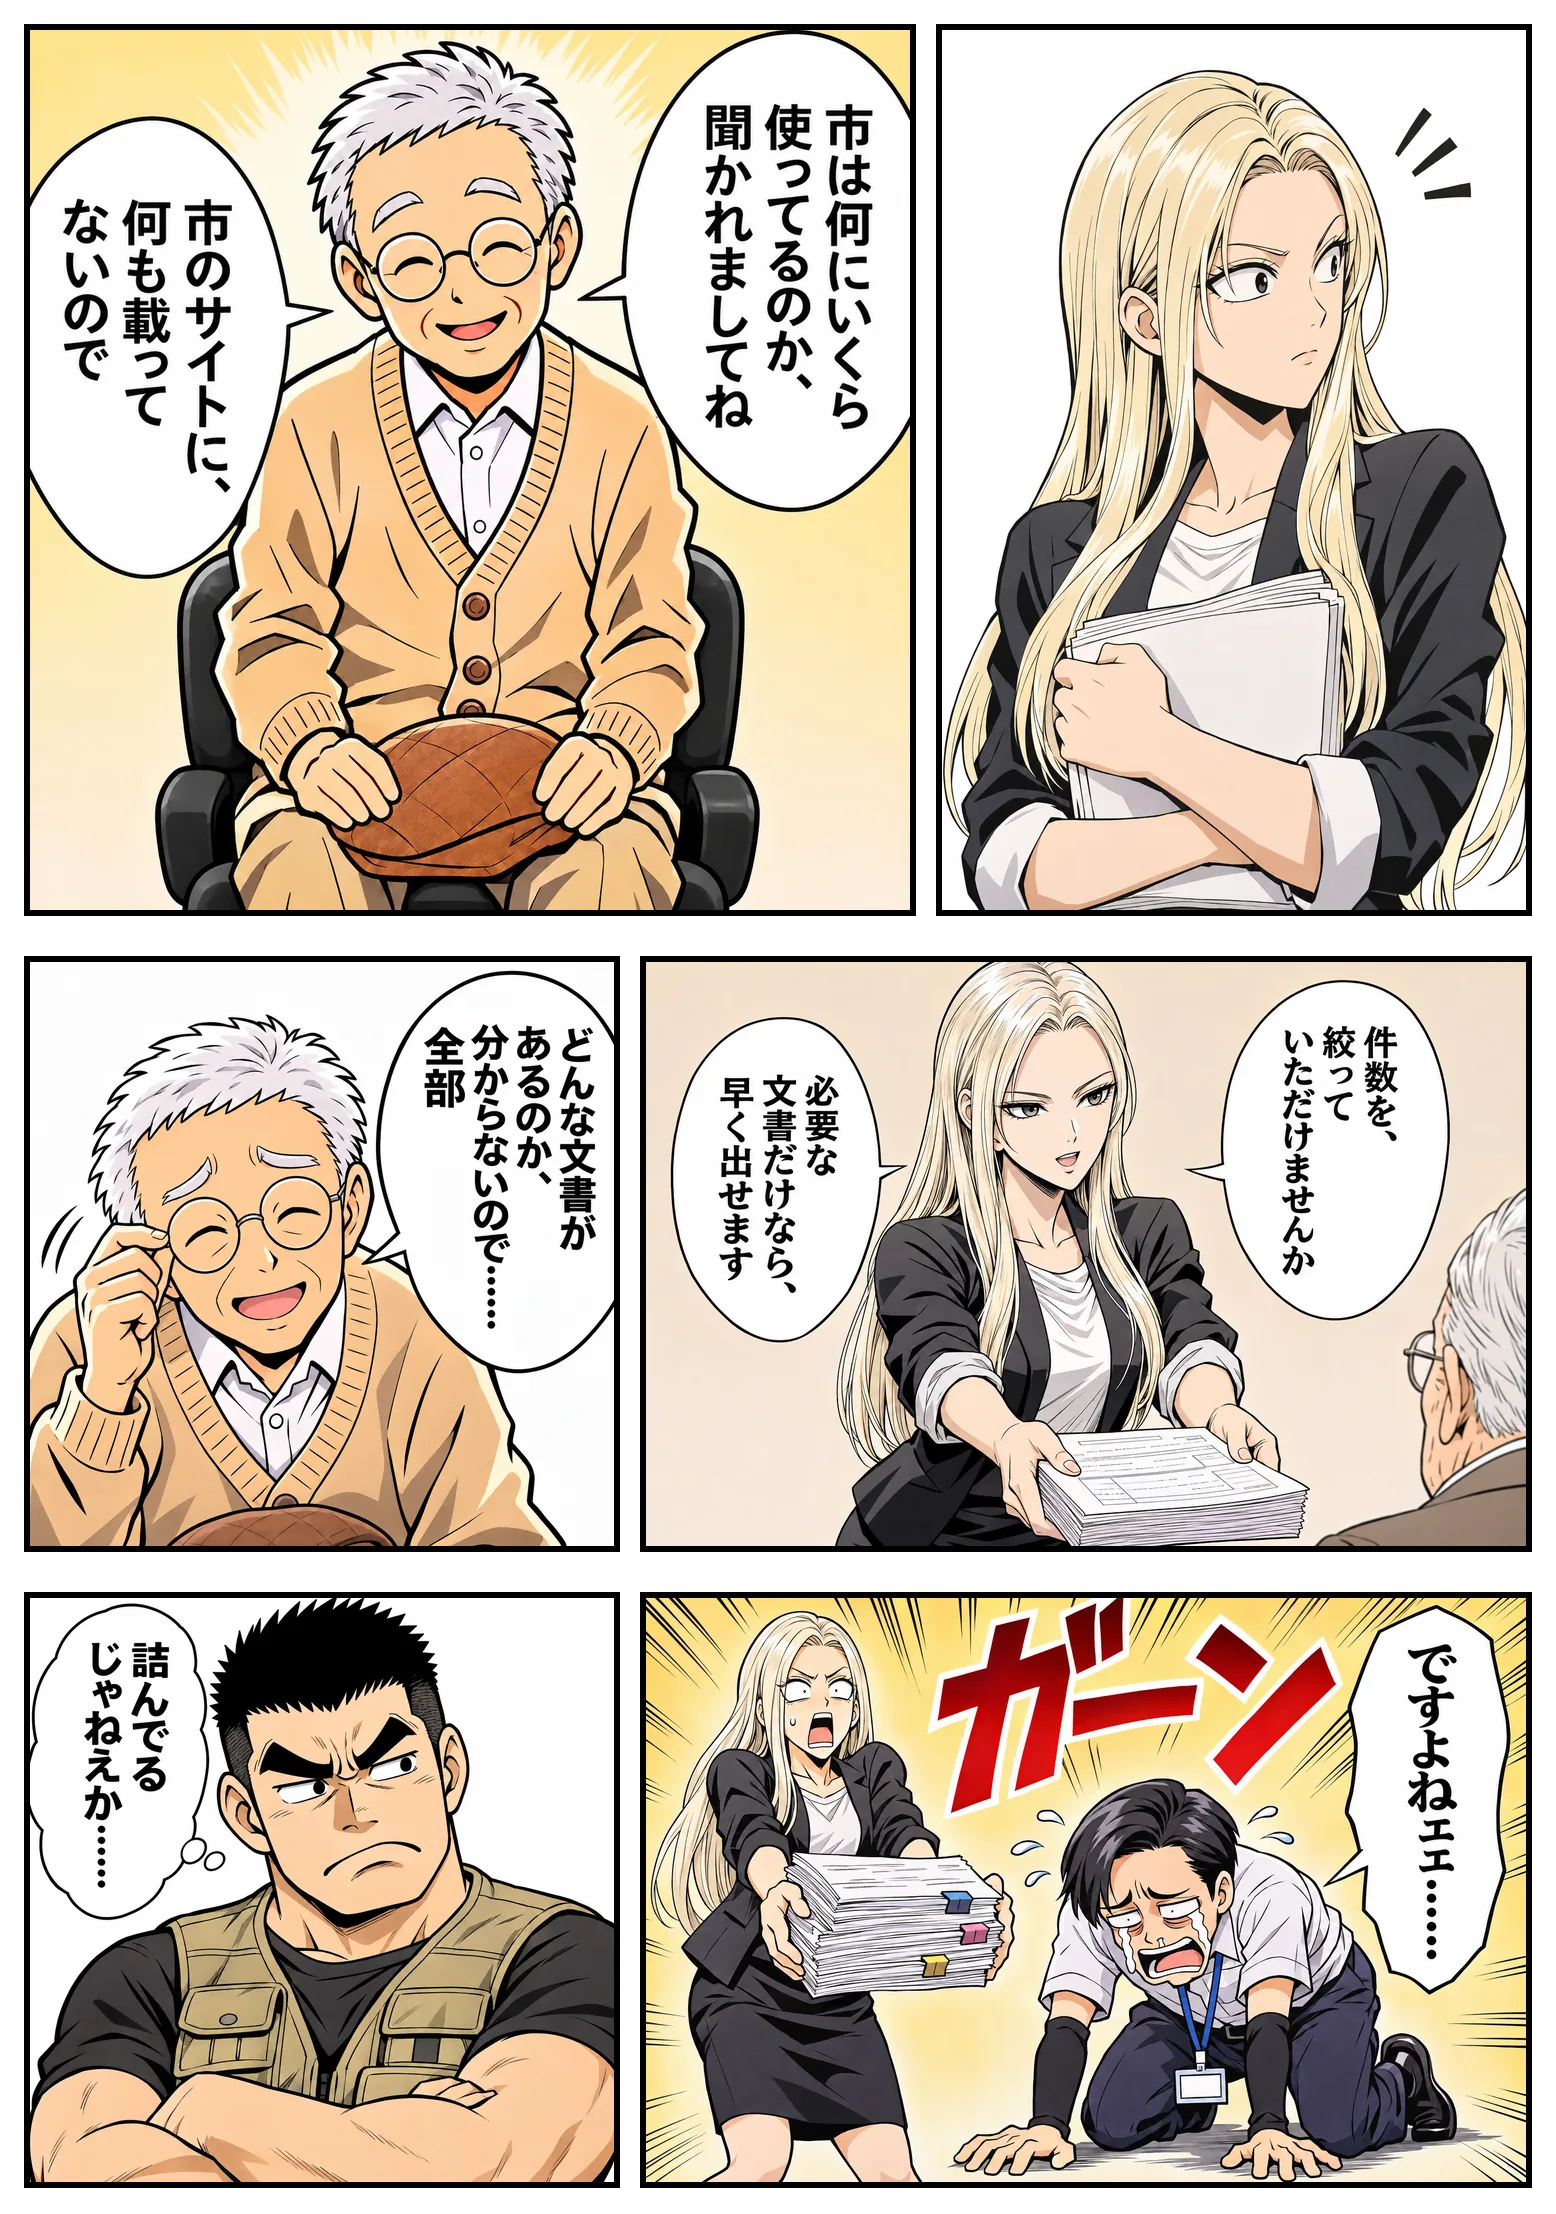 市は何にいくら
使ってるのか、
聞かれましてね
市のサイトに、
何も載って
ないので
件数を、
絞って
いただけませんか
必要な
文書だけなら、
早く出せます
どんな文書が
あるのか、
分からないので……
全部
ガーン
ですよねェェ……
詰んでる
じゃねえか……